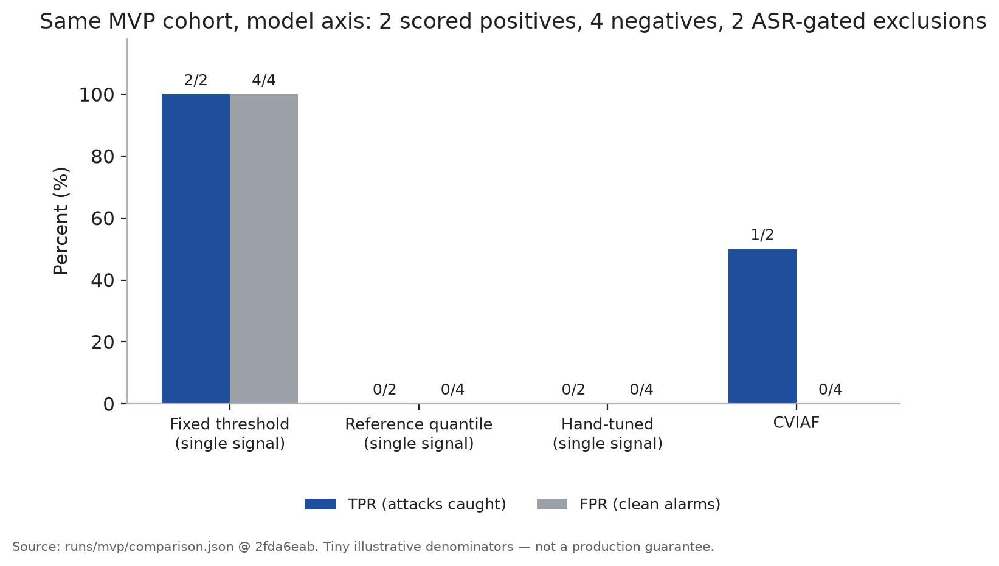 Same MVP cohort, model axis: 2 scored positives, 4 negatives, 2 ASR-gated exclusions
2/2
4/4
100
80
1/2
60
40
20
0/2
0/4
0/2
0/4
0/4
0
Percent (%)
Fixed threshold
(single signal)
Reference quantile
(single signal)
Hand-tuned
(single signal)
CVIAF
TPR (attacks caught)
FPR (clean alarms)
Source: runs/mvp/comparison.json @ 2fda6eab. Tiny illustrative denominators — not a production guarantee.